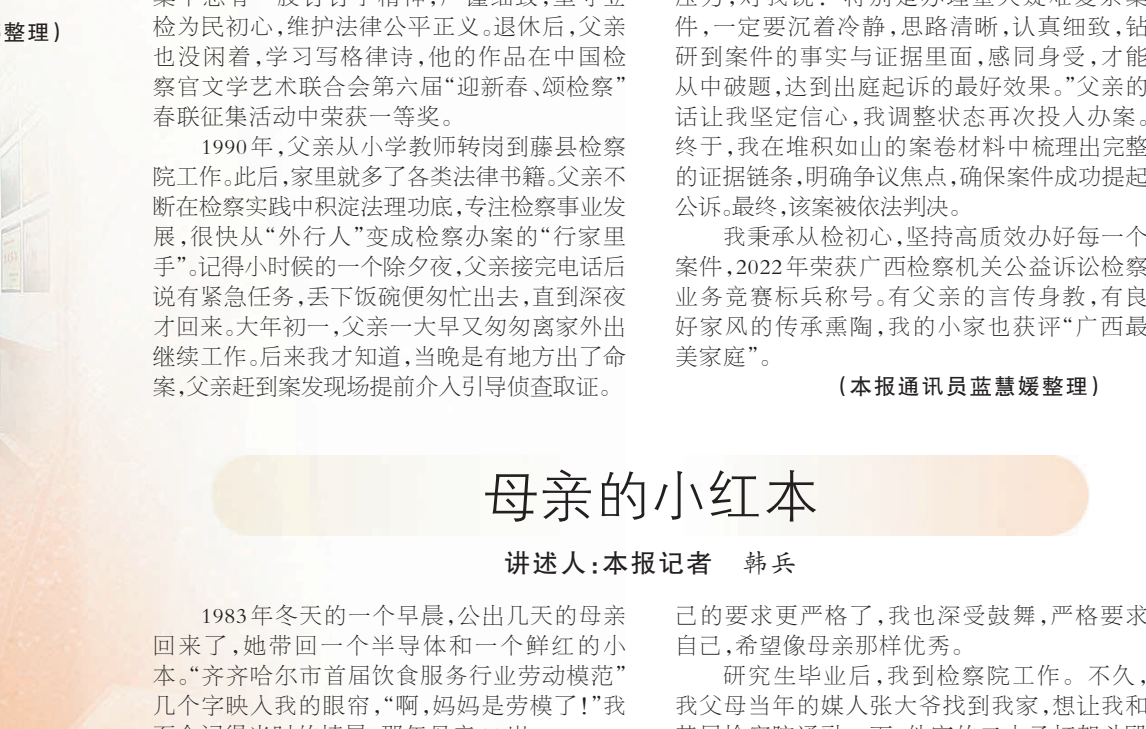 整理)
检为民初心,维护法律公平正义。退休后,父亲
也没闲着,学习写格律诗,他的作品在中国检
察官文学艺术联合会第六届“迎新春、颂检察”
春联征集活动中荣获一等奖。
1990年,父亲从小学教师转岗到藤县检察
院工作。此后,家里就多了各类法律书籍。父亲不
断在检察实践中积淀法理功底,专注检察事业发
展,很快从“外行人”变成检察办案的“行家里
手”。记得小时候的一个除夕夜,父亲接完电话后
说有紧急任务,丢下饭碗便匆忙出去,直到深夜
才回来。大年初一,父亲一大早又匆匆离家外出
继续工作。后来我才知道,当晚是有地方出了命
案,父亲赶到案发现场提前介入引导侦查取证。
件,一定要沉着冷静,思路清晰,认真细致,钻
研到案件的事实与证据里面,感同身受,才能
从中破题,达到出庭起诉的最好效果。”父亲的
话让我坚定信心,我调整状态再次投入办案。
终于,我在堆积如山的案卷材料中梳理出完整
的证据链条,明确争议焦点,确保案件成功提起
公诉。最终,该案被依法判决。
我秉承从检初心,坚持高质效办好每一个
案件,2022年荣获广西检察机关公益诉讼检察
业务竞赛标兵称号。有父亲的言传身教,有良
好家风的传承熏陶,我的小家也获评“广西最
美家庭”。
(本报通讯员蓝慧媛整理)
母亲的小红本
讲述人:本报记者 韩兵
1983年冬天的一个早晨,公出几天的母亲
回来了,她带回一个半导体和一个鲜红的小
本。“齐齐哈尔市首届饮食服务行业劳动模范”
几个字映入我的眼帘,“啊,妈妈是劳模了!”我
己的要求更严格了,我也深受鼓舞,严格要求
自己,希望像母亲那样优秀。
研究生毕业后,我到检察院工作。不久,
我父母当年的媒人张大爷找到我家,想让我和